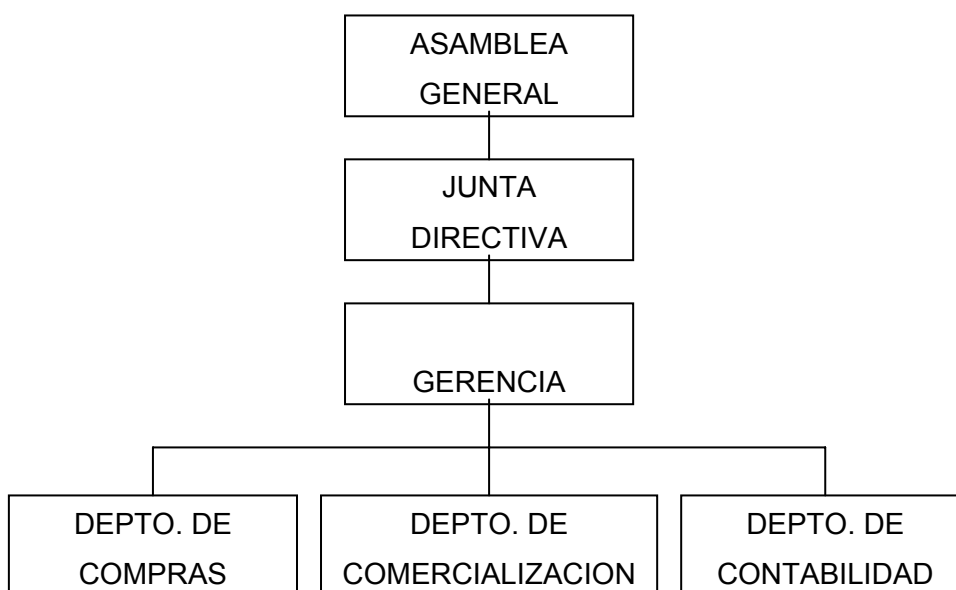 ASAMBLEA
GENERAL
JUNTA
DIRECTIVA
GERENCIA
DEPTO. DE
COMPRAS
DEPTO. DE
COMERCIALIZACION
DEPTO. DE
CONTABILIDAD